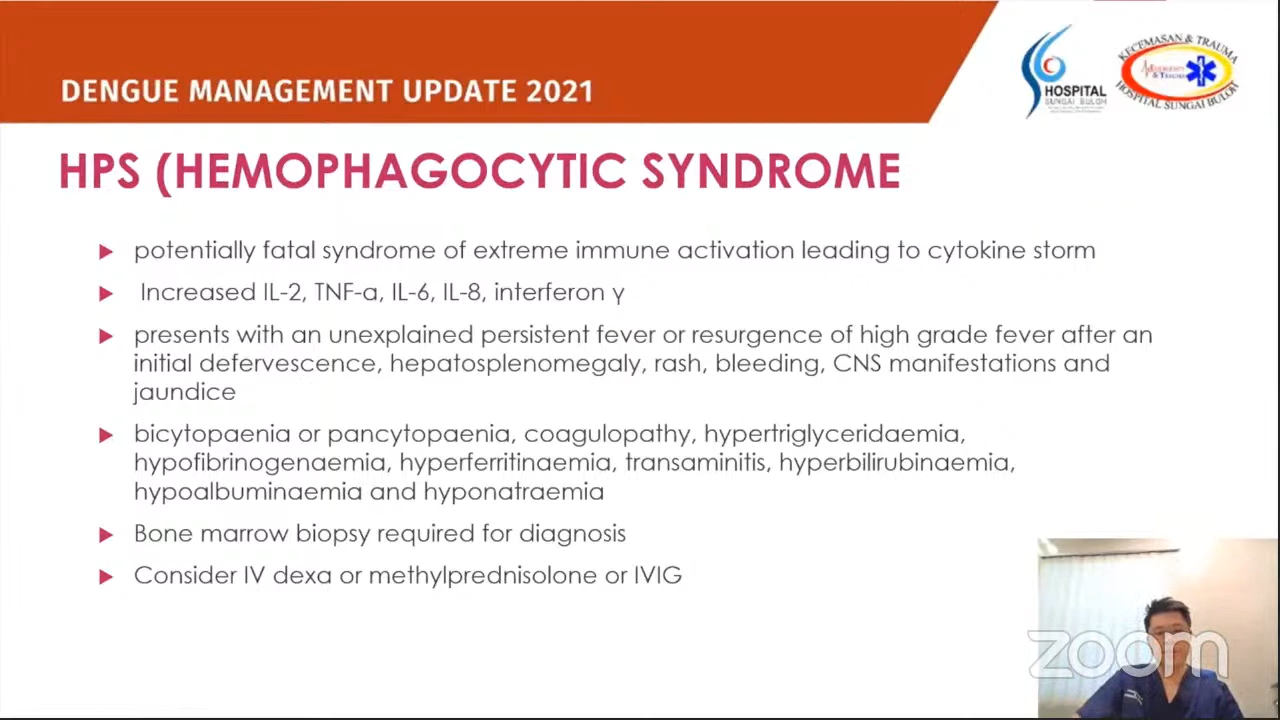 DENGUE MANAGEMENT UPDATE 2021
HOSPITAL
SUNGAI BULOH
KECEMASAN & TRAUMA
& TRAUMA
HOSPITAL SUNGAI BULOH
HPS (HEMOPHAGOCYTIC SYNDROME
potentially fatal syndrome of extreme immune activation leading to cytokine storm
Increased IL-2, TNF-a, IL-6, IL-8, interferon γ
presents with an unexplained persistent fever or resurgence of high grade fever after an
initial defervescence, hepatosplenomegaly, rash, bleeding, CNS manifestations and
jaundice
bicytopaenia or pancytopaenia, coagulopathy, hypertriglyceridaemia,
hypofibrinogenaemia, hyperferritinaemia, transaminitis, hyperbilirubinaemia,
hypoalbuminaemia and hyponatraemia
Bone marrow biopsy required for diagnosis
Consider IV dexa or methylprednisolone or IVIG
zoom